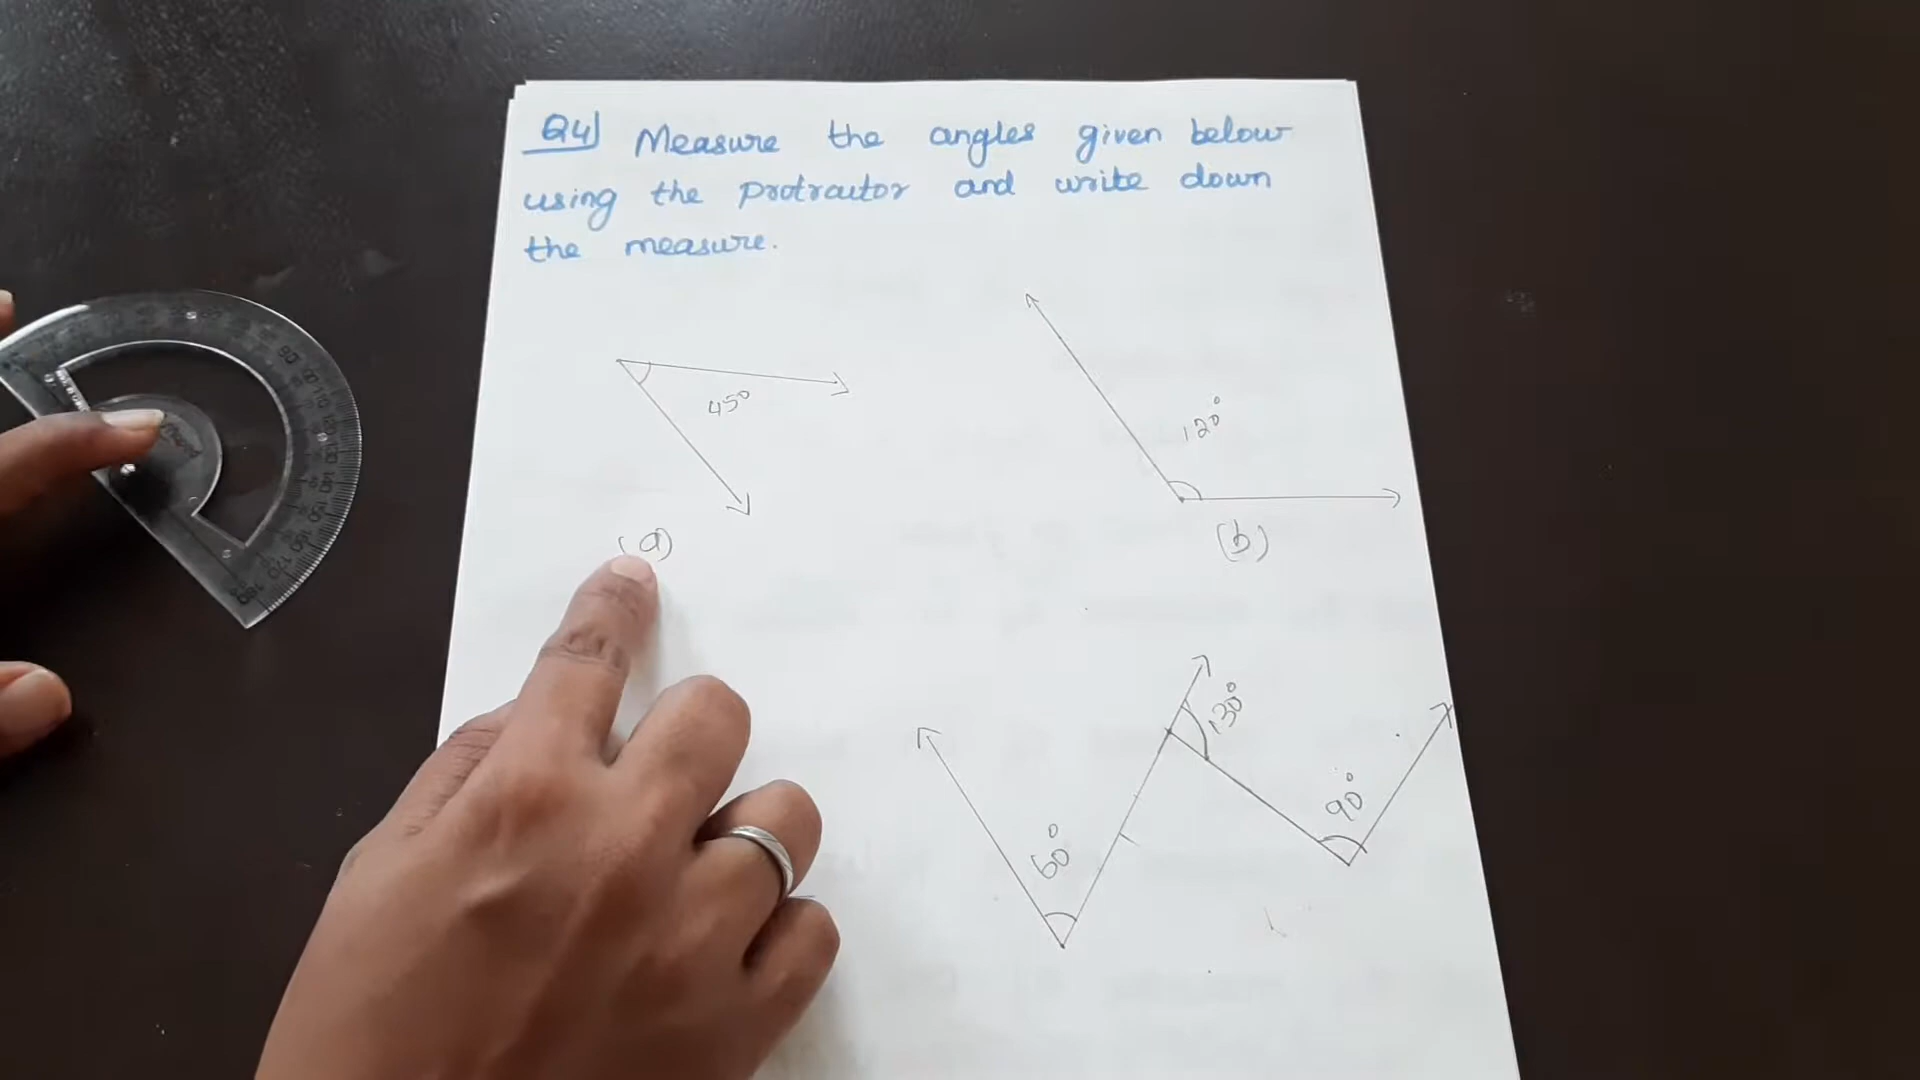 Q4) Measure the angles given below
using the protractor and write down
the measure.
45°
120°
(a)
(b)
130°
60°
90°